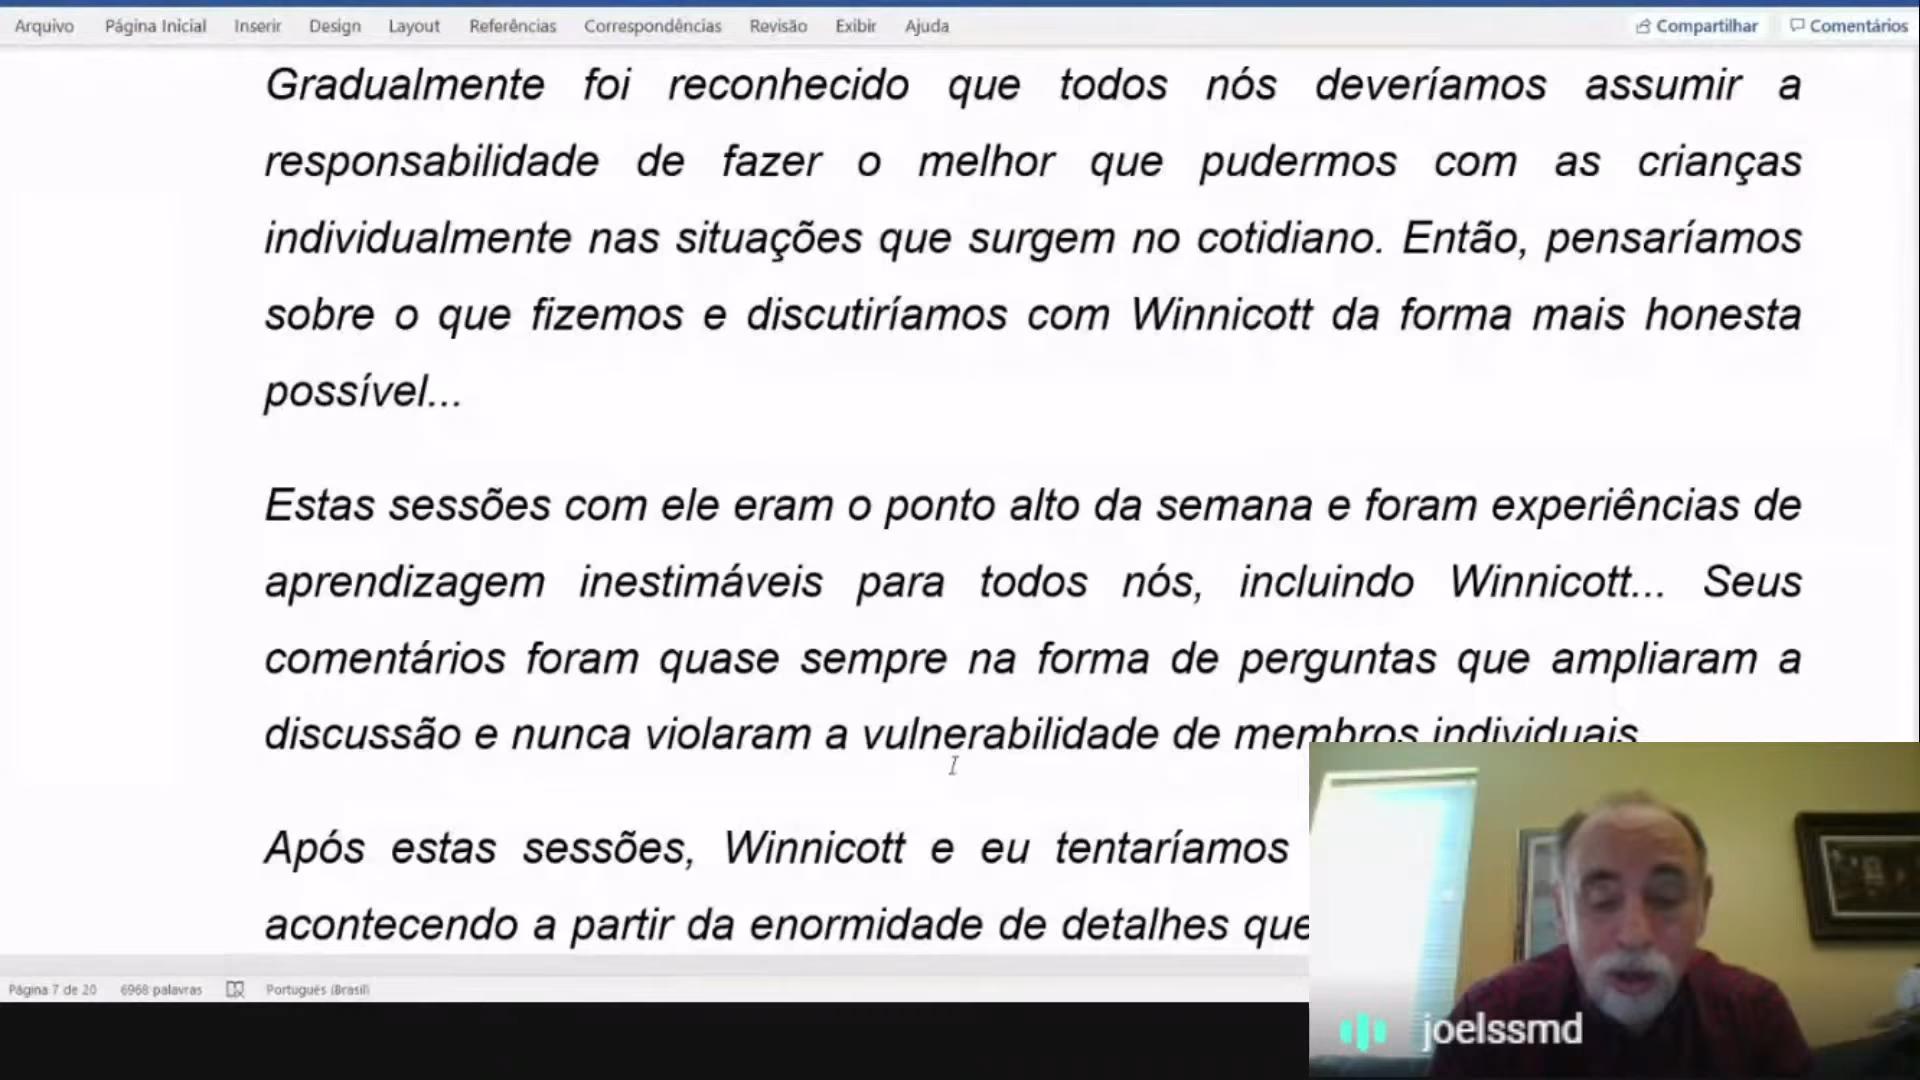 Arquivo Página Inicial Inserir Design Layout Referências Correspondências Revisão Exibir Ajuda Compartilhar Comentários
Gradualmente foi reconhecido que todos nós deveríamos assumir a
responsabilidade de fazer o melhor que pudermos com as crianças
individualmente nas situações que surgem no cotidiano. Então, pensaríamos
sobre o que fizemos e discutiríamos com Winnicott da forma mais honesta
possível...
Estas sessões com ele eram o ponto alto da semana e foram experiências de
aprendizagem inestimáveis para todos nós, incluindo Winnicott... Seus
comentários foram quase sempre na forma de perguntas que ampliaram a
discussão e nunca violaram a vulnerabilidade de membros individuais
Após estas sessões, Winnicott e eu tentaríamos
acontecendo a partir da enormidade de detalhes que
Página 7 de 20 6968 palavras Português (Brasil)
joelssmd